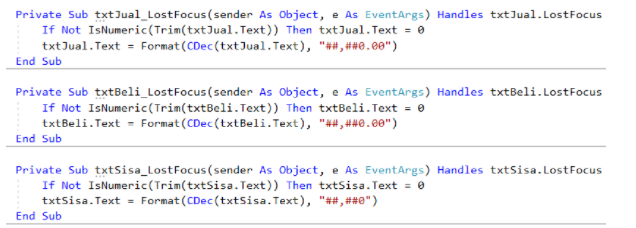 Private Sub txtJual_LostFocus(sender As Object, e As EventArgs) Handles txtJual.LostFocus
If Not IsNumeric(Trim(txtJual.Text)) Then txtJual.Text = 0
txtJual.Text = Format(CDec(txtJual.Text), "##,##0.00")
End Sub
Private Sub txtBeli_LostFocus(sender As Object, e As EventArgs) Handles txtBeli.LostFocus
If Not IsNumeric(Trim(txtBeli.Text)) Then txtBeli.Text = 0
txtBeli.Text = Format(CDec(txtBeli.Text), "##,##0.00")
End Sub
Private Sub txtSisa_LostFocus(sender As Object, e As EventArgs) Handles txtSisa.LostFocus
If Not IsNumeric(Trim(txtSisa.Text)) Then txtSisa.Text = 0
txtSisa.Text = Format(CDec(txtSisa.Text), "##,##0")
End Sub